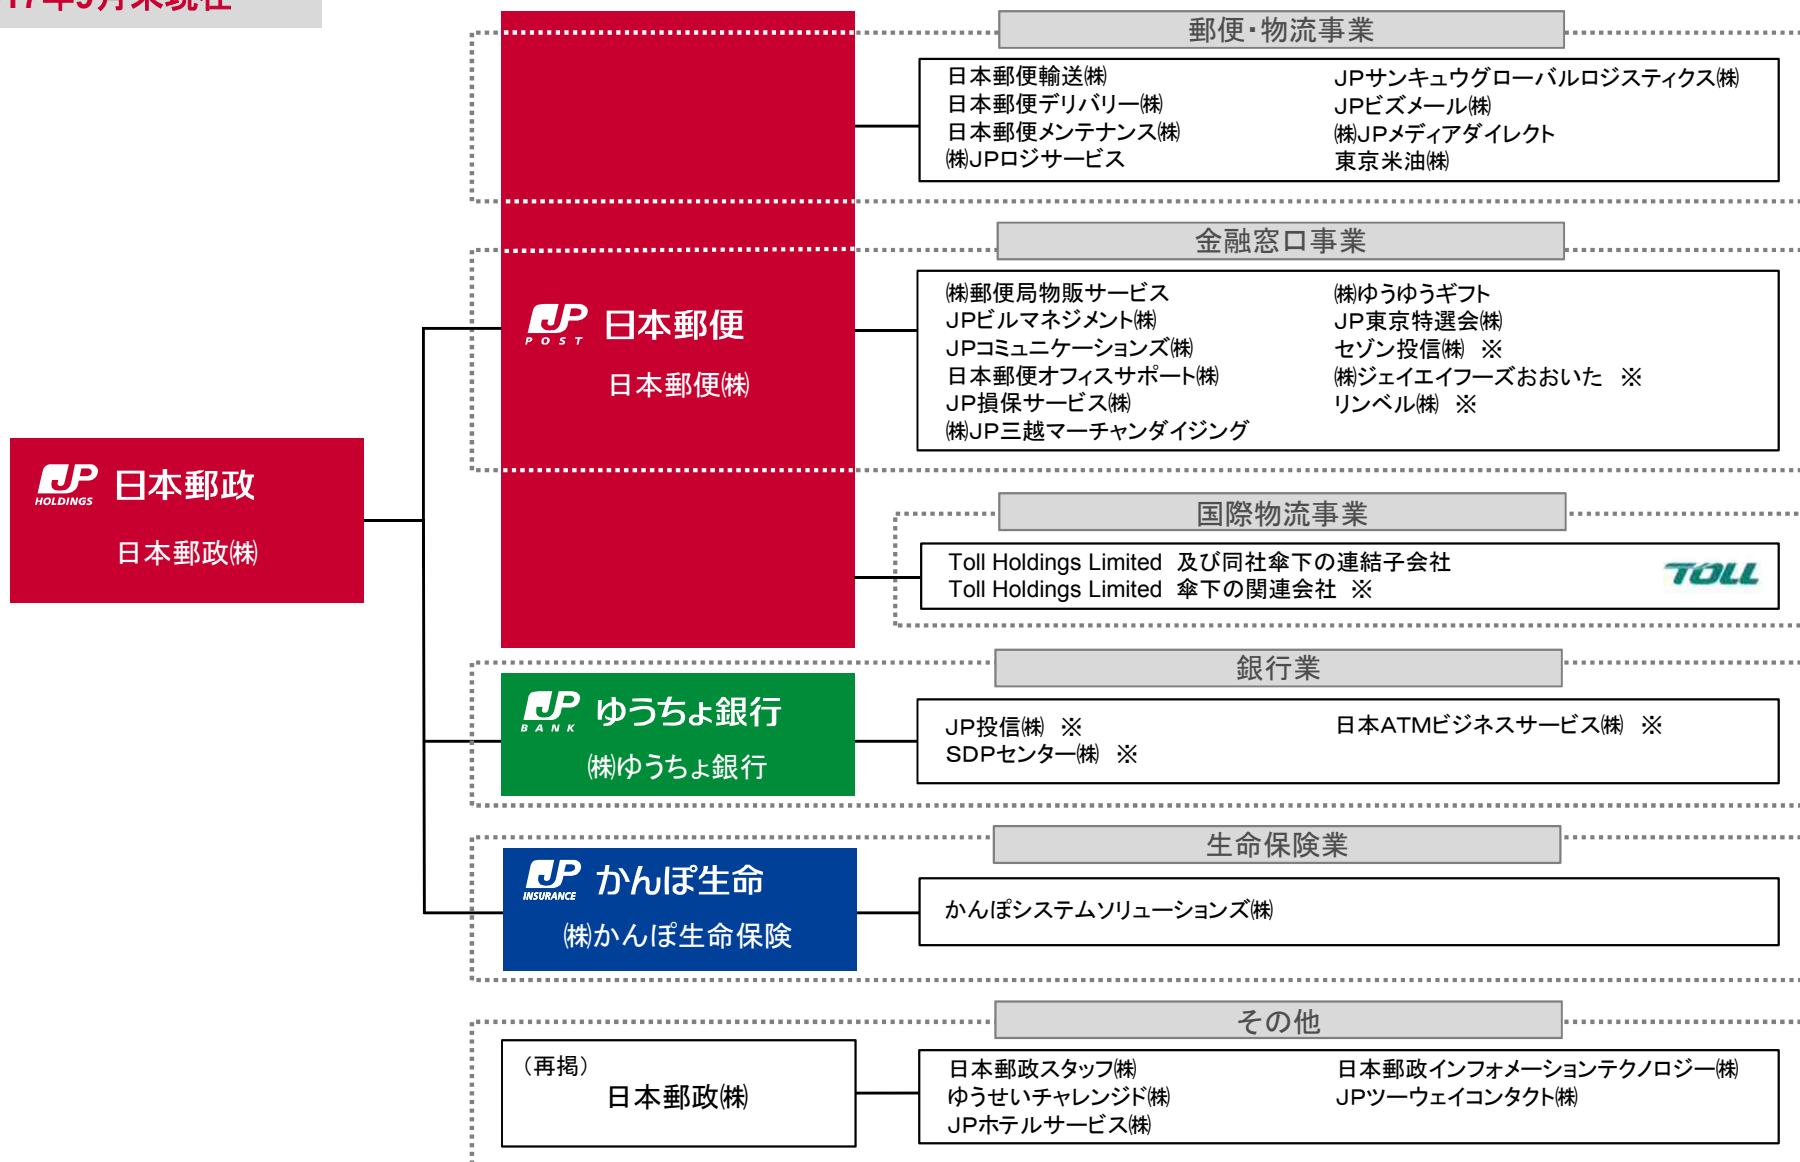 17年9月末現在
郵便・物流事業
日本郵便輸送㈱
日本郵便デリバリー㈱
日本郵便メンテナンス㈱
㈱JPロジサービス
JPサンキュウグローバルロジスティクス㈱
JPビズメール㈱
㈱JPメディアダイレクト
東京米油㈱
金融窓口事業
JP POST 日本郵便
日本郵便㈱
㈱郵便局物販サービス
JPビルマネジメント㈱
JPコミュニケーションズ㈱
日本郵便オフィスサポート㈱
JP損保サービス㈱
㈱JP三越マーチャンダイジング
㈱ゆうゆうギフト
JP東京特選会㈱
セゾン投信㈱ ※
㈱ジェイエイフーズおおいた ※
リンベル㈱ ※
JP HOLDINGS 日本郵政
日本郵政㈱
国際物流事業
Toll Holdings Limited 及び同社傘下の連結子会社
Toll Holdings Limited 傘下の関連会社 ※
TOLL
銀行業
JP BANK ゆうちょ銀行
㈱ゆうちょ銀行
JP投信㈱ ※
SDPセンター㈱ ※
日本ATMビジネスサービス㈱ ※
生命保険業
JP INSURANCE かんぽ生命
㈱かんぽ生命保険
かんぽシステムソリューションズ㈱
その他
（再掲）
日本郵政㈱
日本郵政スタッフ㈱
ゆうせいチャレンジド㈱
JPホテルサービス㈱
日本郵政インフォメーションテクノロジー㈱
JPツーウェイコンタクト㈱